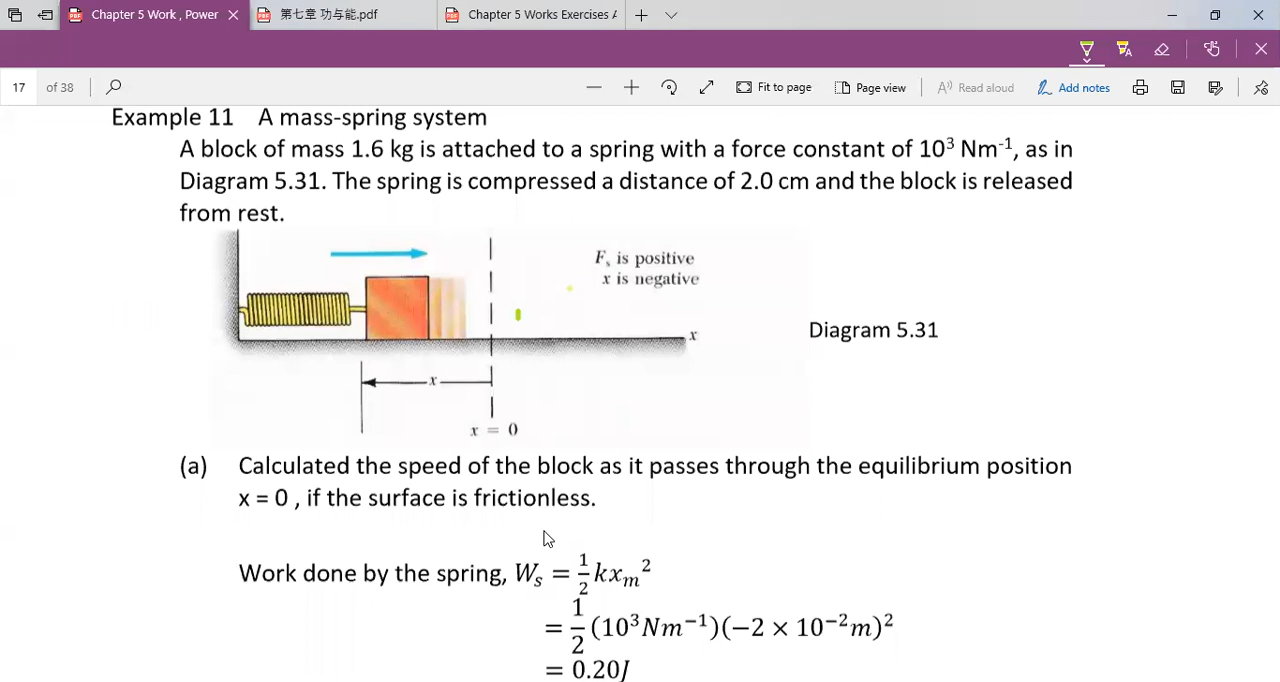 Chapter 5 Work , Power
第七章 功与能.pdf
Chapter 5 Works Exercises
17 of 38
Fit to page
Page view
Read aloud
Add notes
Example 11 A mass-spring system
A block of mass 1.6 kg is attached to a spring with a force constant of 10³ Nm⁻¹, as in
Diagram 5.31. The spring is compressed a distance of 2.0 cm and the block is released
from rest.
Fₛ is positive
x is negative
x
Diagram 5.31
x
x = 0
(a) Calculated the speed of the block as it passes through the equilibrium position
x = 0 , if the surface is frictionless.
Work done by the spring, Wₛ = 1/2 kxₘ²
= 1/2 (10³Nm⁻¹)(−2 × 10⁻²m)²
= 0.20J